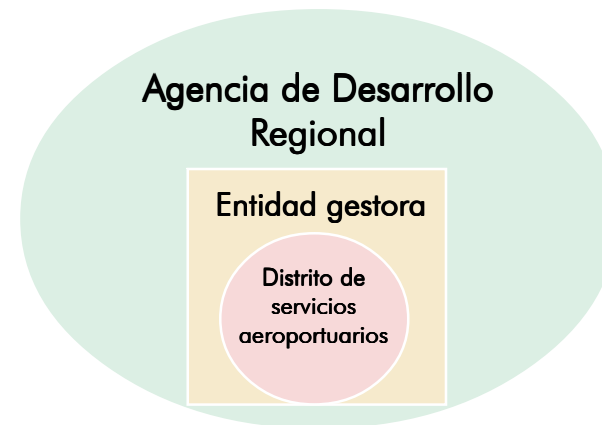 Agencia de Desarrollo
Regional
Entidad gestora
Distrito de
servicios
aeroportuarios